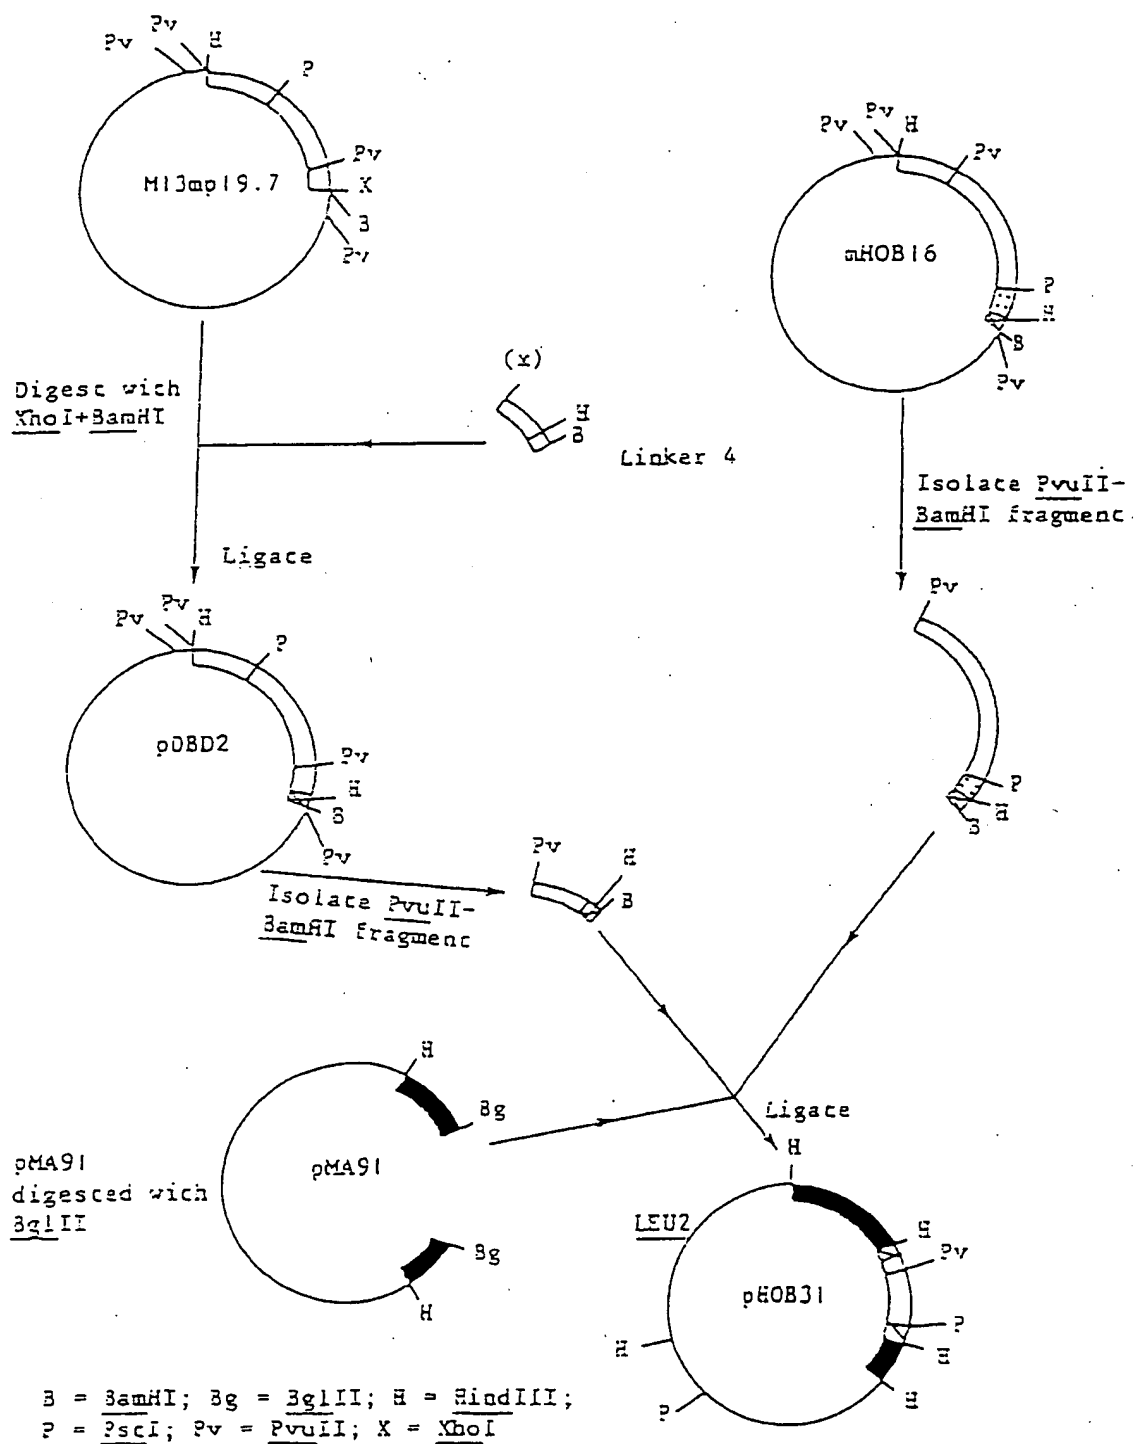 Pv Pv H
P
M13mp19.7
Pv
X
B
Pv
Pv Pv H
Pv
mHOB16
P
H
B
Pv
Digest with
XhoI+BamHI
(x)
H
B
Linker 4
Isolate PvuII-
BamHI fragment
Ligate
Pv Pv H
P
pOBD2
Pv
H
B
Pv
Pv
P
H
B
Isolate PvuII-
BamHI fragment
Pv
H
B
H
Bg
pMA91
Bg
H
pMA91
digested with
BglII
Ligate
H
LEU2
H
Pv
pHOB31
P
H
H
H
P
B = BamHI; Bg = BglII; H = HindIII;
P = PstI; Pv = PvuII; X = XhoI